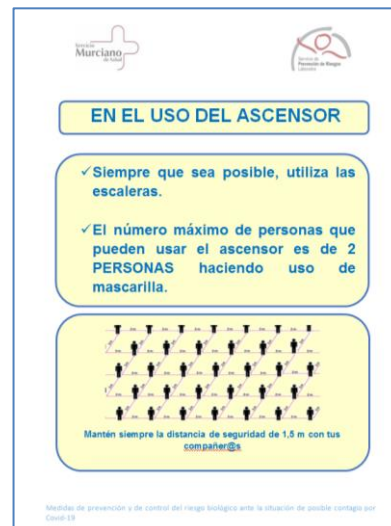 Servicio
Murciano
de Salud
Servicio de
Prevención de Riesgos
Laborales
EN EL USO DEL ASCENSOR
✓Siempre que sea posible, utiliza las
escaleras.
✓El número máximo de personas que
pueden usar el ascensor es de 2
PERSONAS haciendo uso de
mascarilla.
Mantén siempre la distancia de seguridad de 1,5 m con tus
compañer@s
Medidas de prevención y de control del riesgo biológico ante la situación de posible contagio por
Covid-19